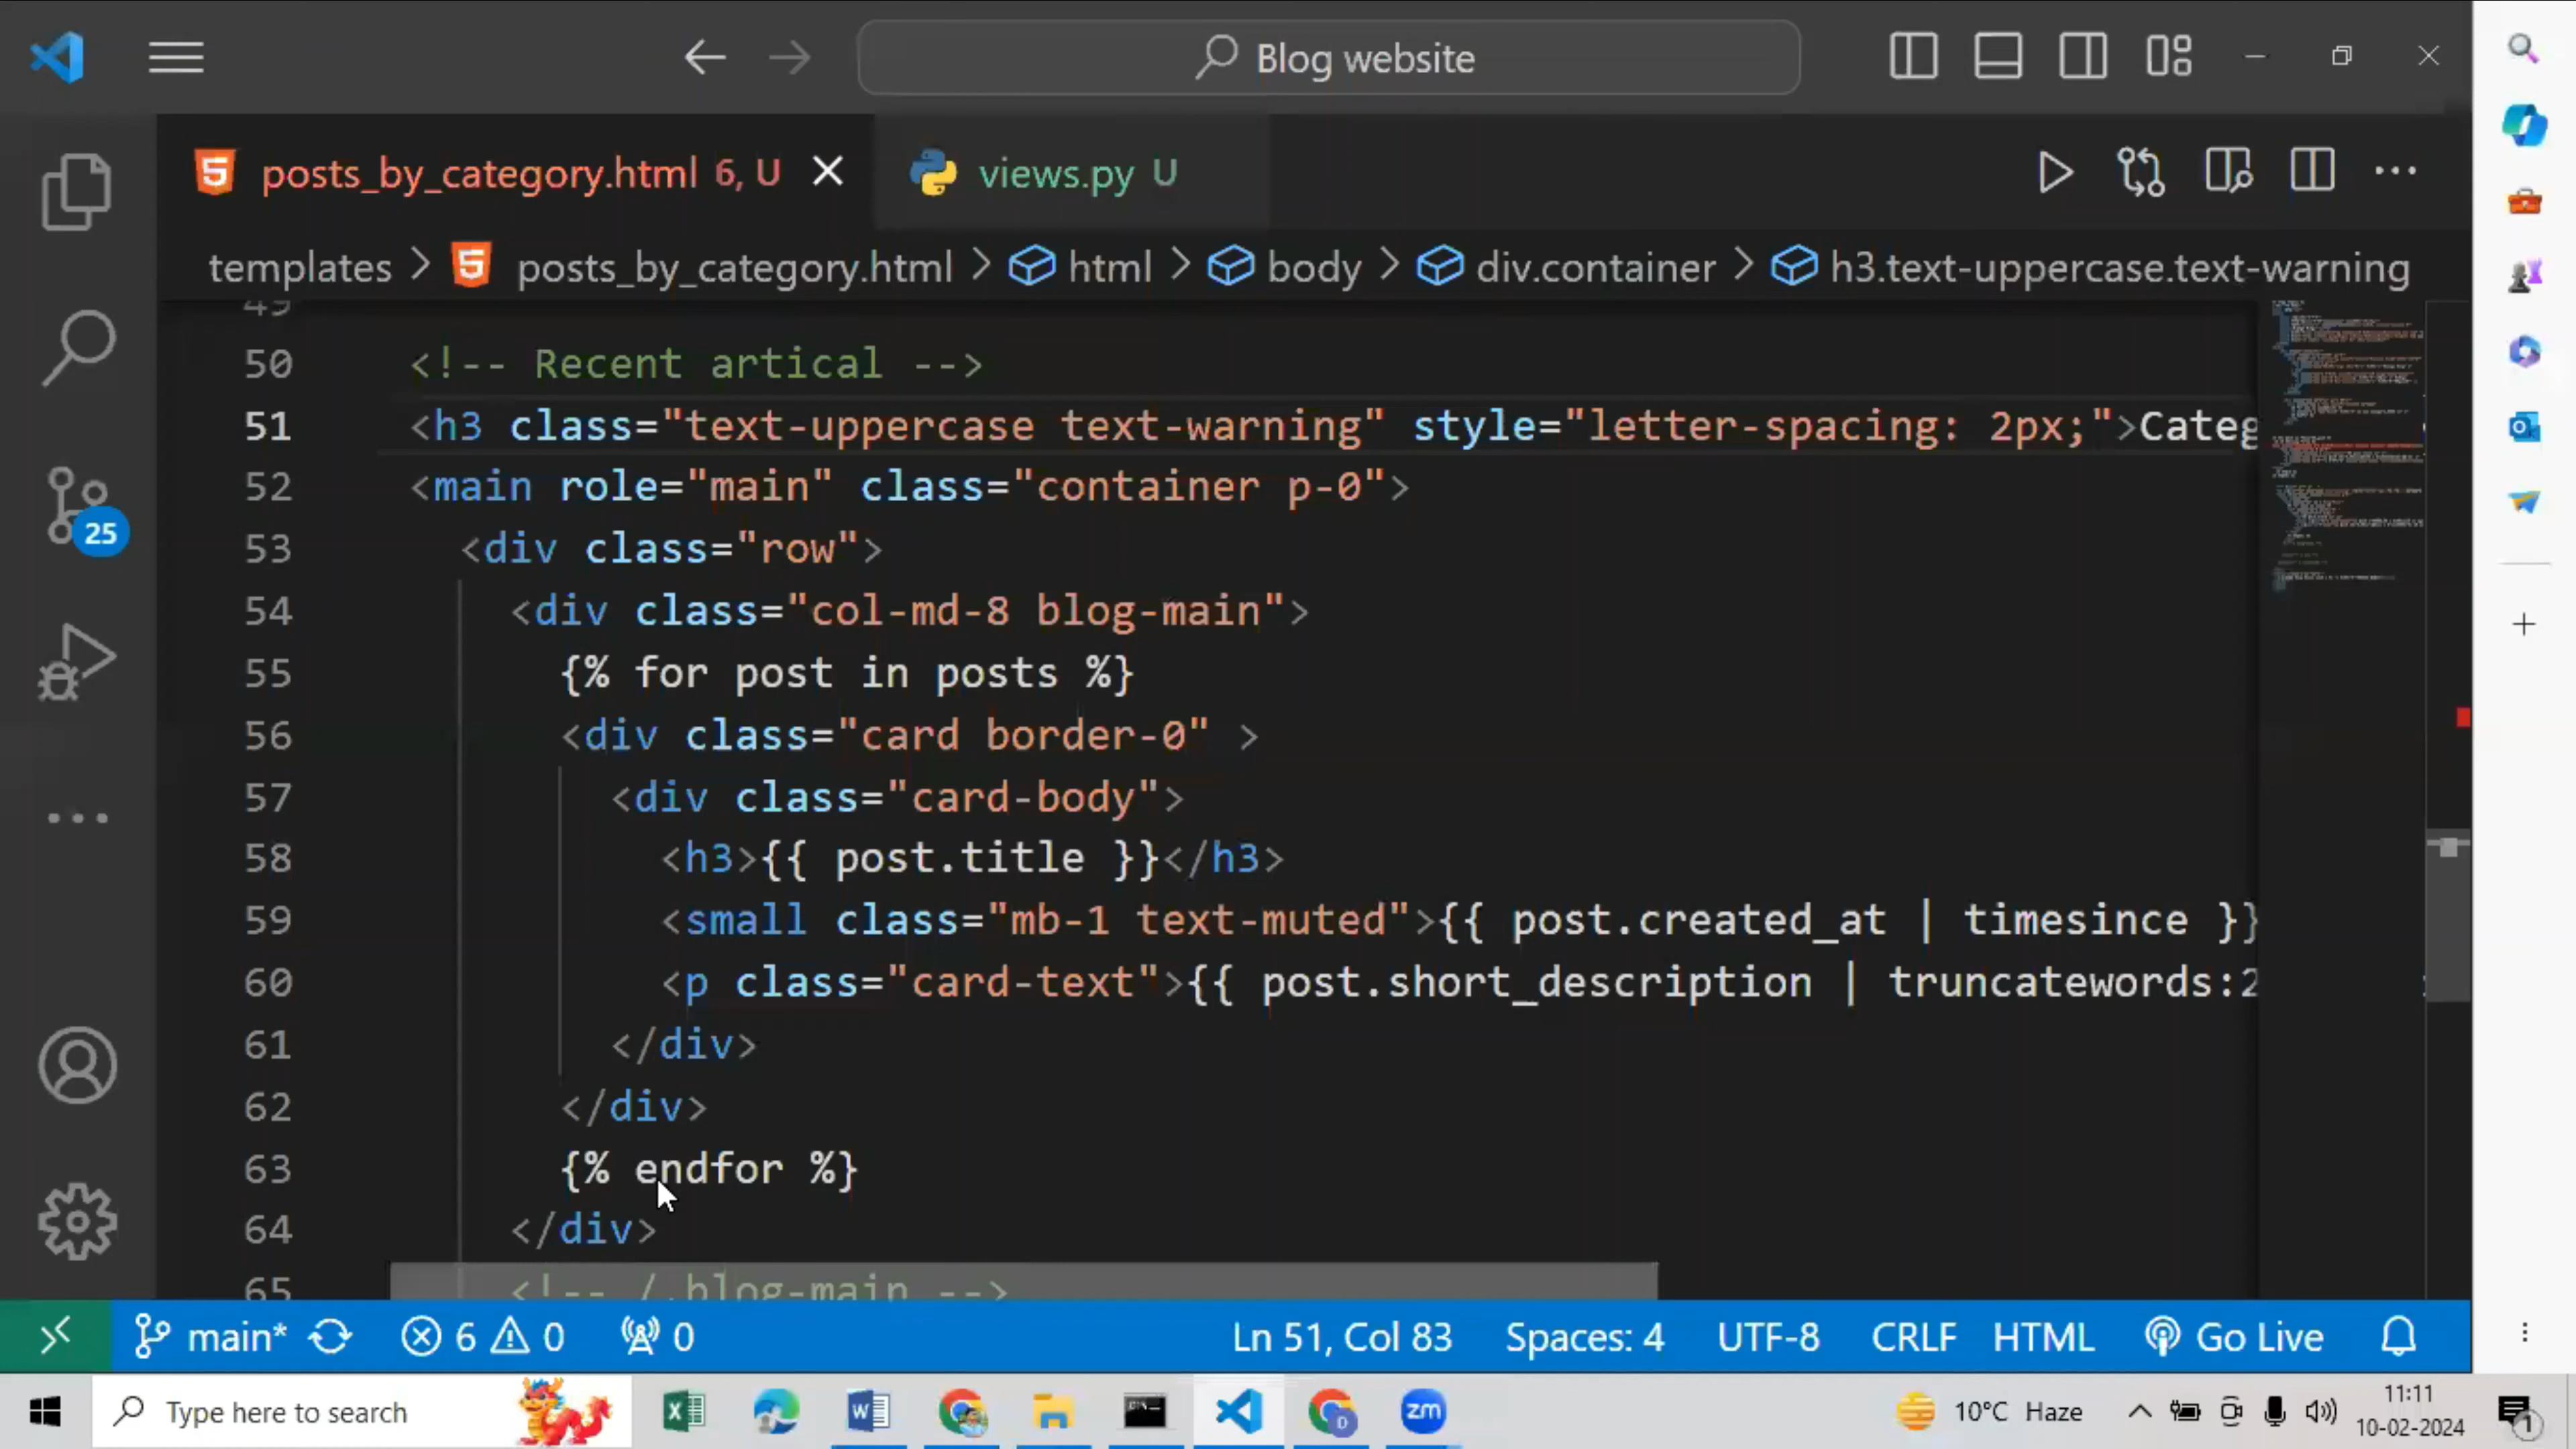 Blog website
posts_by_category.html 6, U
views.py U
templates > posts_by_category.html > html > body > div.container > h3.text-uppercase.text-warning
49
50 <!-- Recent artical -->
51 <h3 class="text-uppercase text-warning" style="letter-spacing: 2px;">Categ
52 <main role="main" class="container p-0">
53 <div class="row">
54 <div class="col-md-8 blog-main">
55 {% for post in posts %}
56 <div class="card border-0" >
57 <div class="card-body">
58 <h3>{{ post.title }}</h3>
59 <small class="mb-1 text-muted">{{ post.created_at | timesince }}
60 <p class="card-text">{{ post.short_description | truncatewords:2
61 </div>
62 </div>
63 {% endfor %}
64 </div>
65 <!-- /.blog-main -->
25
main* 6 0 0 Ln 51, Col 83 Spaces: 4 UTF-8 CRLF HTML Go Live
Type here to search
zm
10°C Haze
11:11
10-02-2024
1